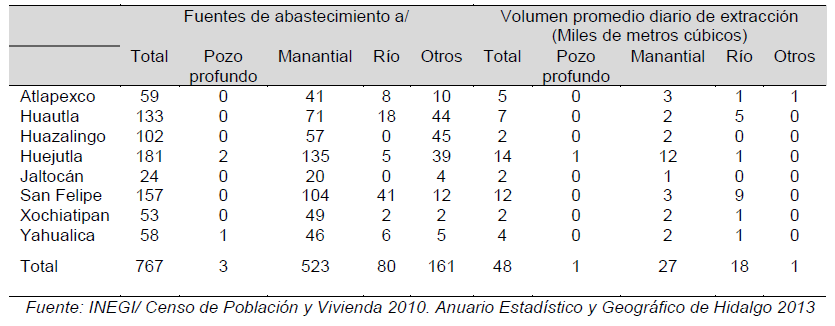 Fuentes de abastecimiento a/ Volumen promedio diario de extracción
(Miles de metros cúbicos)
Total Pozo profundo Manantial Río Otros Total Pozo profundo Manantial Río Otros
Atlapexco 59 0 41 8 10 5 0 3 1 1
Huautla 133 0 71 18 44 7 0 2 5 0
Huazalingo 102 0 57 0 45 2 0 2 0 0
Huejutla 181 2 135 5 39 14 1 12 1 0
Jaltocán 24 0 20 0 4 2 0 1 0 0
San Felipe 157 0 104 41 12 12 0 3 9 0
Xochiatipan 53 0 49 2 2 2 0 2 1 0
Yahualica 58 1 46 6 5 4 0 2 1 0
Total 767 3 523 80 161 48 1 27 18 1
Fuente: INEGI/ Censo de Población y Vivienda 2010. Anuario Estadístico y Geográfico de Hidalgo 2013